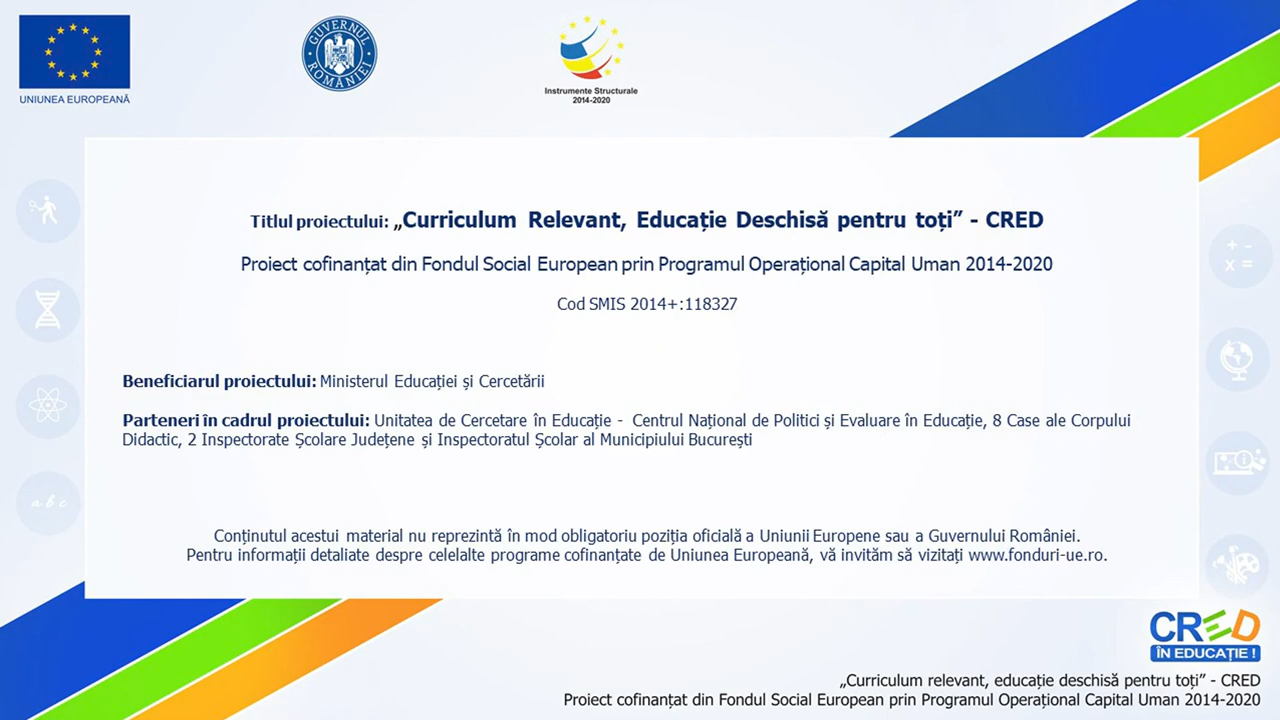 UNIUNEA EUROPEANĂ
GUVERNUL ROMÂNIEI
Instrumente Structurale
2014-2020
Titlul proiectului: „Curriculum Relevant, Educație Deschisă pentru toți” - CRED
Proiect cofinanțat din Fondul Social European prin Programul Operațional Capital Uman 2014-2020
Cod SMIS 2014+:118327
Beneficiarul proiectului: Ministerul Educației și Cercetării
Parteneri în cadrul proiectului: Unitatea de Cercetare în Educație - Centrul Național de Politici și Evaluare în Educație, 8 Case ale Corpului
Didactic, 2 Inspectorate Școlare Județene și Inspectoratul Școlar al Municipiului București
a b c
Conținutul acestui material nu reprezintă în mod obligatoriu poziția oficială a Uniunii Europene sau a Guvernului României.
Pentru informații detaliate despre celelalte programe cofinanțate de Uniunea Europeană, vă invităm să vizitați www.fonduri-ue.ro.
CRED
ÎN EDUCAȚIE !
„Curriculum relevant, educație deschisă pentru toți” - CRED
Proiect cofinanțat din Fondul Social European prin Programul Operațional Capital Uman 2014-2020